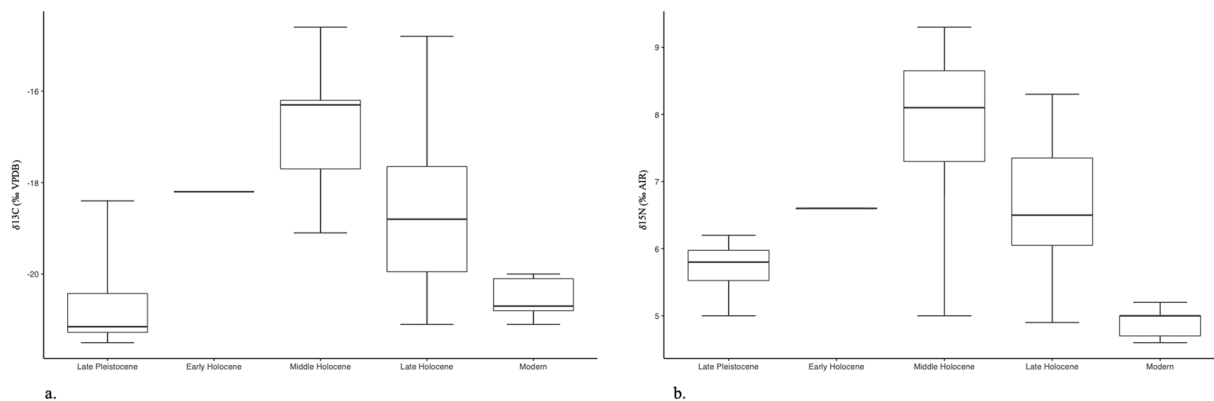 δ13C (‰ VPDB)
-16
-18
-20
Late Pleistocene Early Holocene Middle Holocene Late Holocene Modern
a.
δ15N (‰ AIR)
9
8
7
6
5
Late Pleistocene Early Holocene Middle Holocene Late Holocene Modern
b.